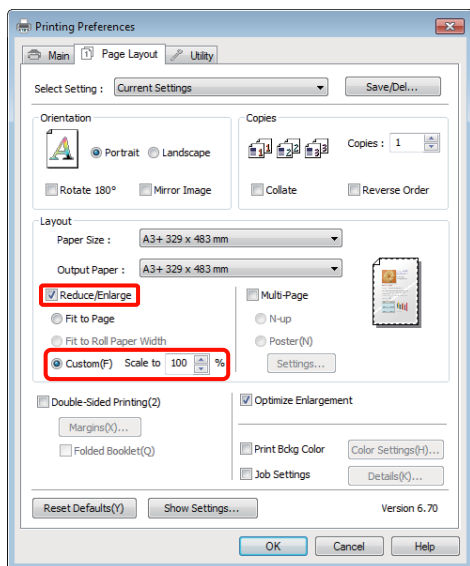 Printing Preferences
Main Page Layout Utility
Select Setting : Current Settings Save/Del...
Orientation
Portrait Landscape
Rotate 180° Mirror Image
Copies
Copies : 1
Collate Reverse Order
Layout
Paper Size : A3+ 329 x 483 mm
Output Paper : A3+ 329 x 483 mm
Reduce/Enlarge
Fit to Page
Fit to Roll Paper Width
Custom(F) Scale to 100 %
Multi-Page
N-up
Poster(N)
Settings...
Double-Sided Printing(2)
Margins(X)...
Folded Booklet(Q)
Optimize Enlargement
Print Bckg Color Color Settings(H)...
Job Settings Details(K)...
Reset Defaults(Y) Show Settings... Version 6.70
OK Cancel Help